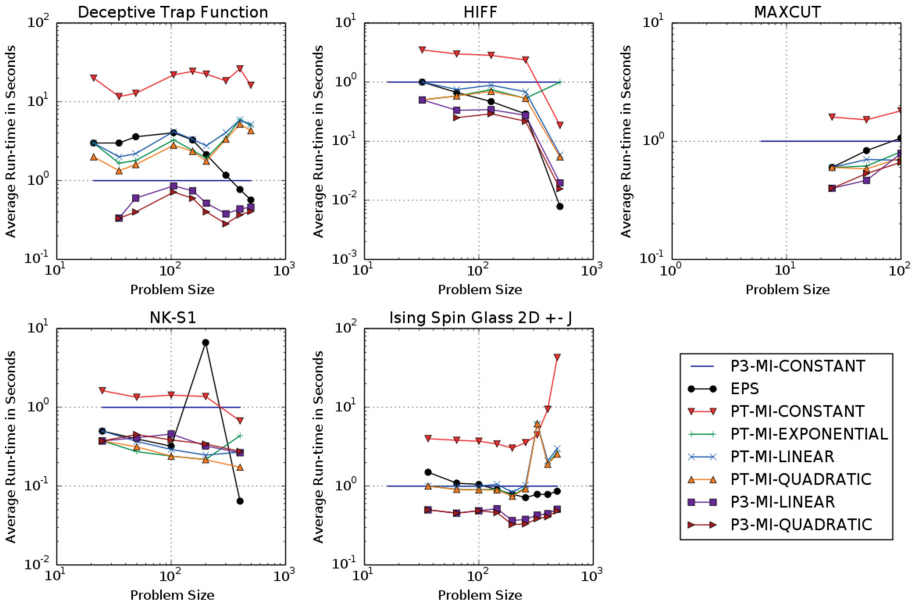 Deceptive Trap Function
Average Run-time in Seconds
10^2
10^1
10^0
10^-1
10^1
10^2
10^3
Problem Size
HIFF
Average Run-time in Seconds
10^1
10^0
10^-1
10^-2
10^-3
10^1
10^2
10^3
Problem Size
MAXCUT
Average Run-time in Seconds
10^1
10^0
10^-1
10^0
10^1
10^2
Problem Size
NK-S1
Average Run-time in Seconds
10^1
10^0
10^-1
10^-2
10^1
10^2
10^3
Problem Size
Ising Spin Glass 2D +- J
Average Run-time in Seconds
10^2
10^1
10^0
10^-1
10^1
10^2
10^3
Problem Size
P3-MI-CONSTANT
EPS
PT-MI-CONSTANT
PT-MI-EXPONENTIAL
PT-MI-LINEAR
PT-MI-QUADRATIC
P3-MI-LINEAR
P3-MI-QUADRATIC